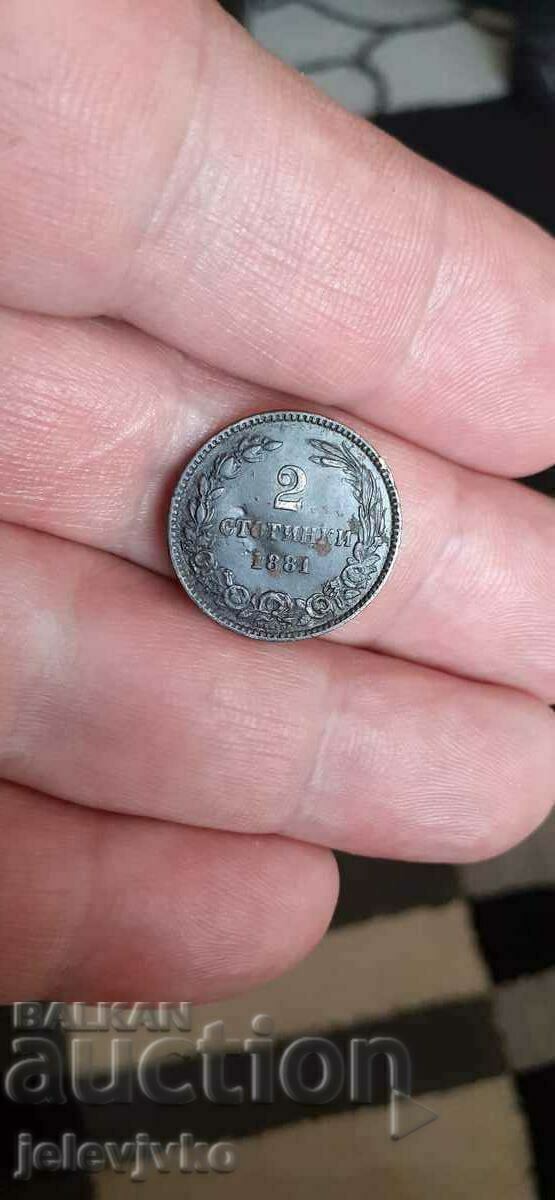 2
СТОТИНКИ
1881
BALKAN
auction
jelevjvko